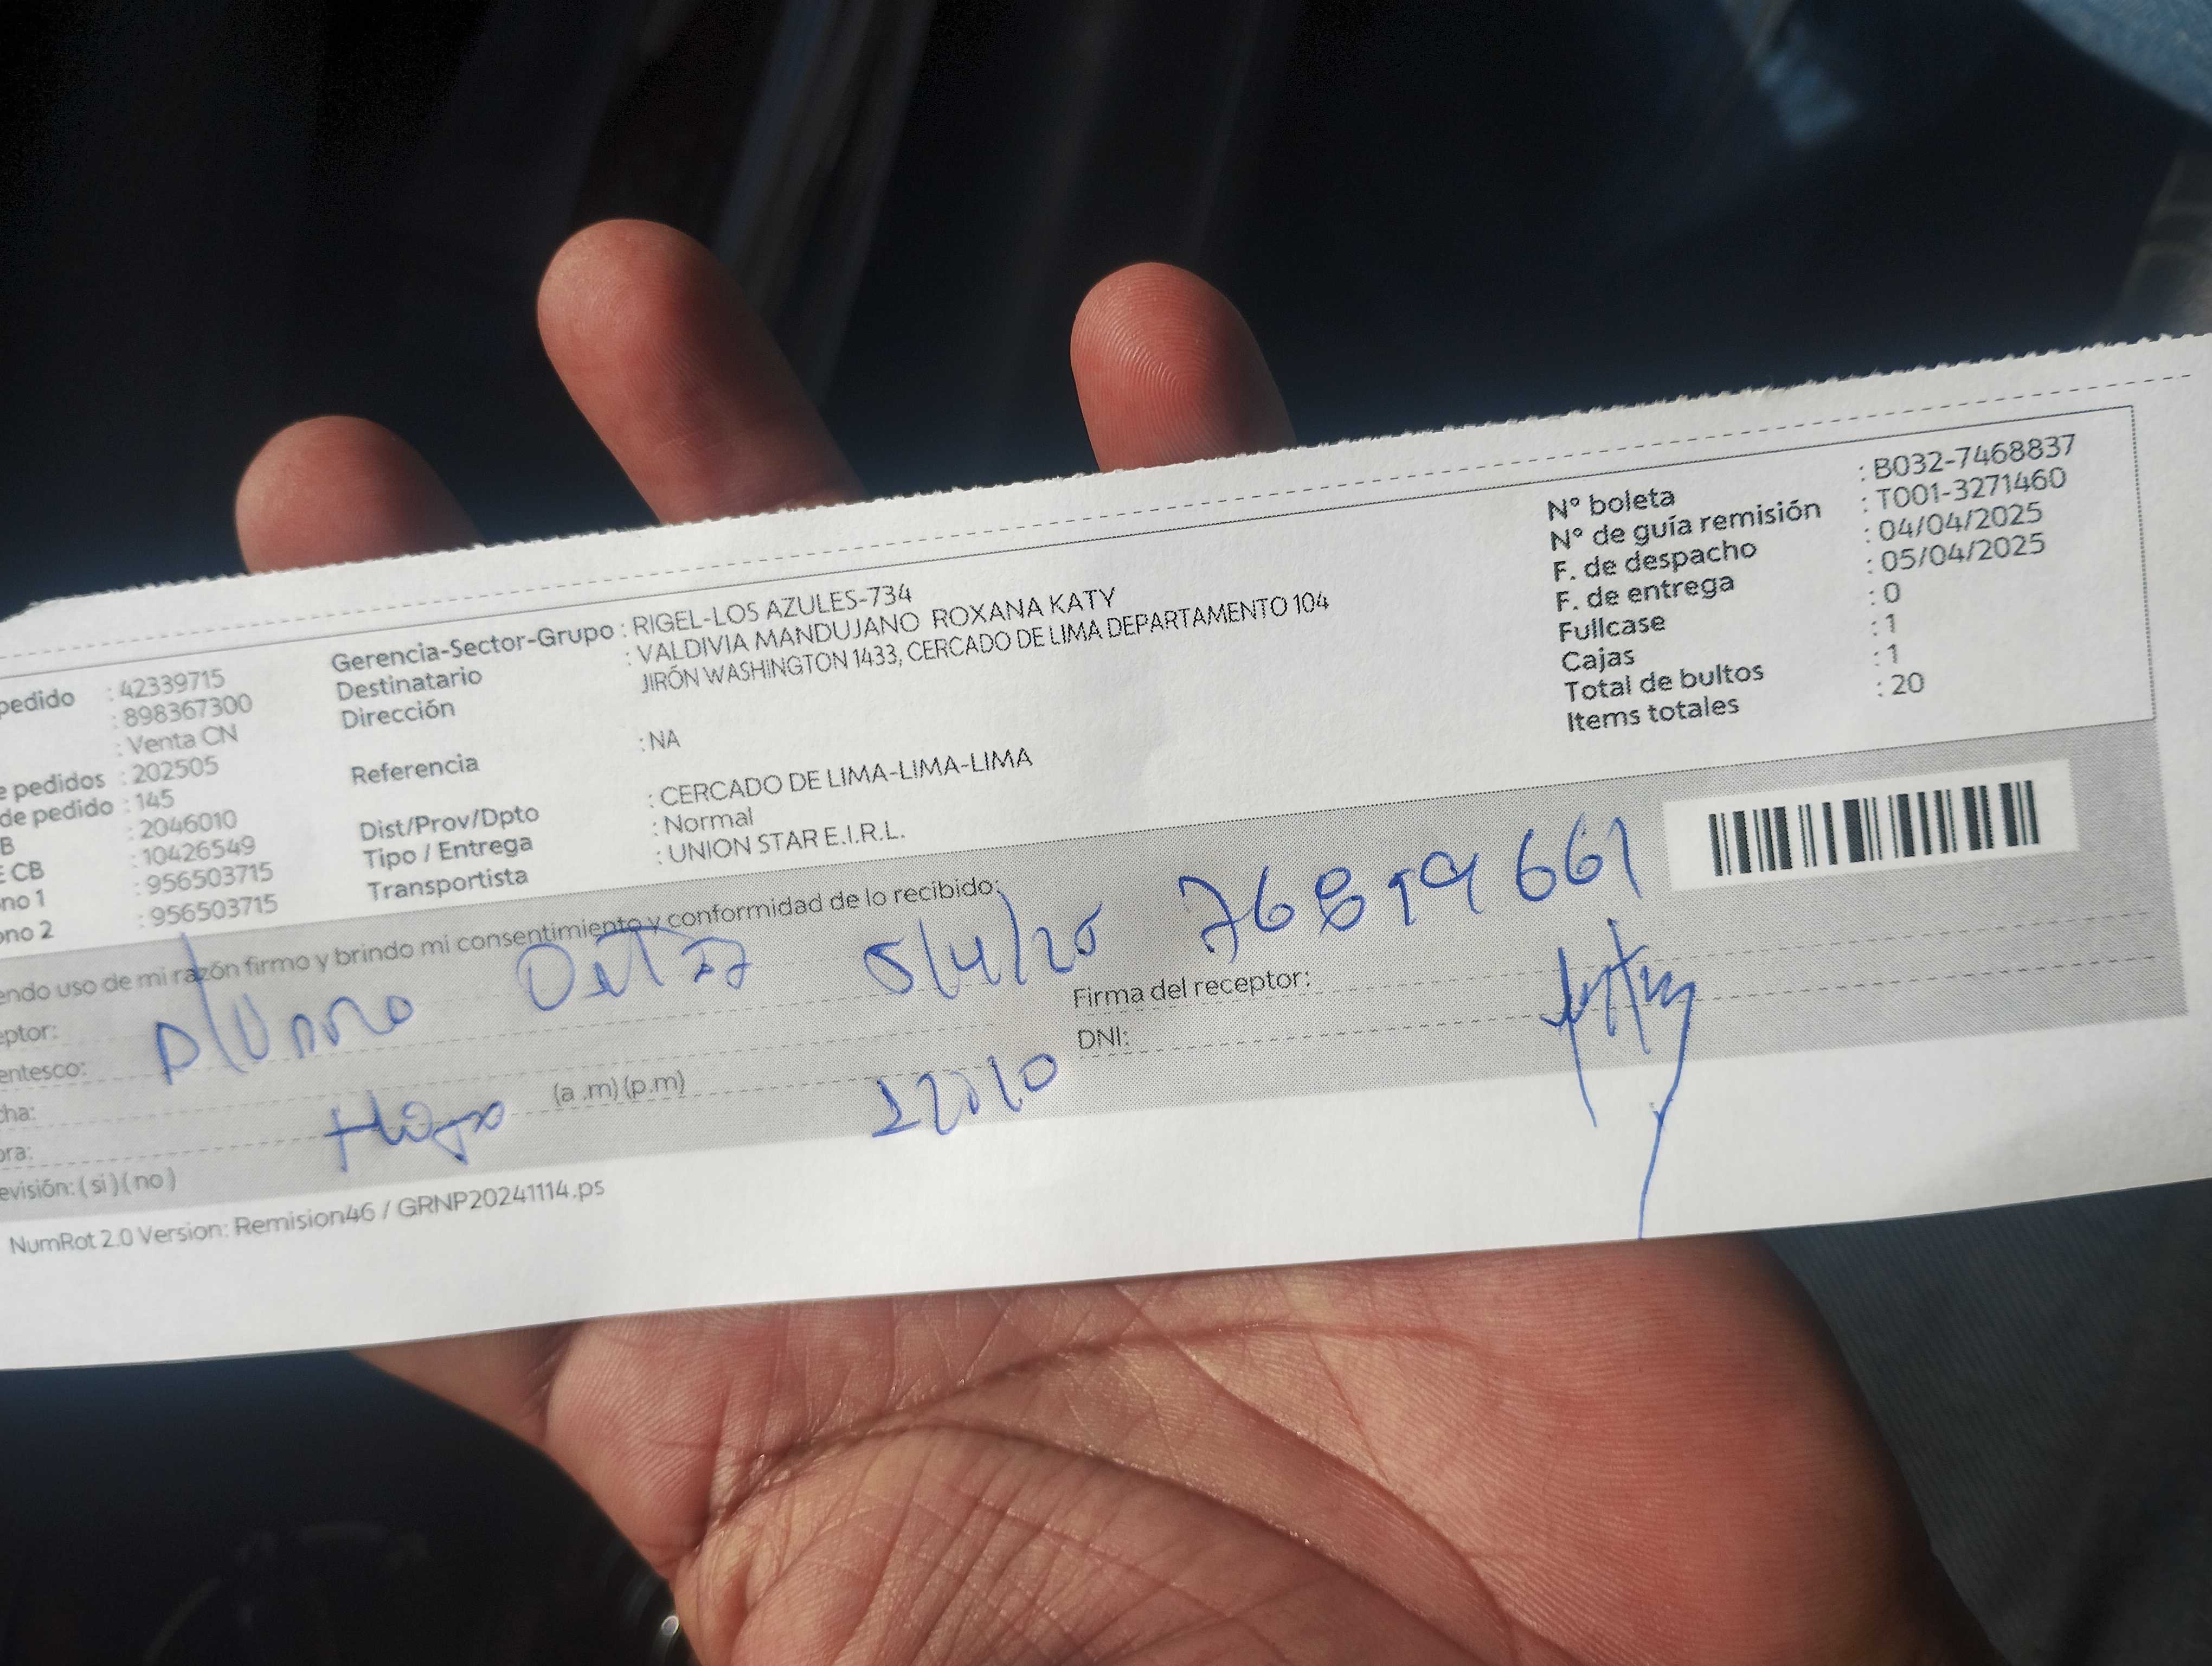 pedido : 42339715
: 898367300
: Venta CN
e pedidos : 202505
de pedido : 145
B : 2046010
E CB : 10426549
no 1 : 956503715
ono 2 : 956503715
Gerencia-Sector-Grupo : RIGEL-LOS AZULES-734
Destinatario : VALDIVIA MANDUJANO ROXANA KATY
Dirección JIRÓN WASHINGTON 1433, CERCADO DE LIMA DEPARTAMENTO 104
Referencia : NA
Dist/Prov/Dpto : CERCADO DE LIMA-LIMA-LIMA
Tipo / Entrega : Normal
Transportista : UNION STAR E.I.R.L.
N° boleta : B032-7468837
N° de guía remisión : T001-3271460
F. de despacho : 04/04/2025
F. de entrega : 05/04/2025
Fullcase : 0
Cajas : 1
Total de bultos : 1
Items totales : 20
endo uso de mi razón firmo y brindo mi consentimiento y conformidad de lo recibido:
eptor:
entesco:
cha:
ora: (a .m) (p.m)
evisión: ( si ) ( no )
5/4/25
Firma del receptor:
DNI:
NumRot 2.0 Version: Remision46 / GRNP20241114.ps